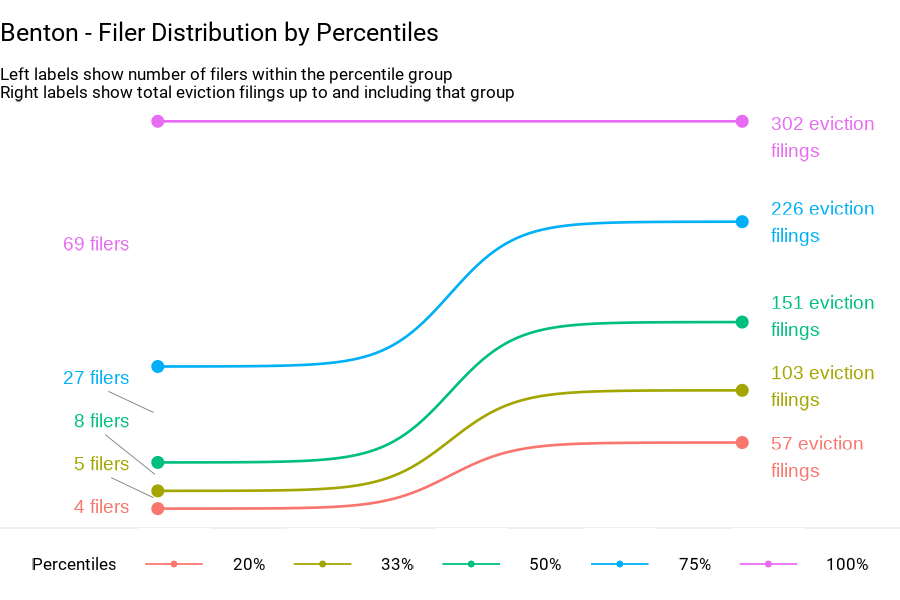 Benton - Filer Distribution by Percentiles
Left labels show number of filers within the percentile group
Right labels show total eviction filings up to and including that group
302 eviction
filings
226 eviction
filings
69 filers
151 eviction
filings
27 filers
103 eviction
filings
8 filers
5 filers
57 eviction
filings
4 filers
Percentiles 20% 33% 50% 75% 100%